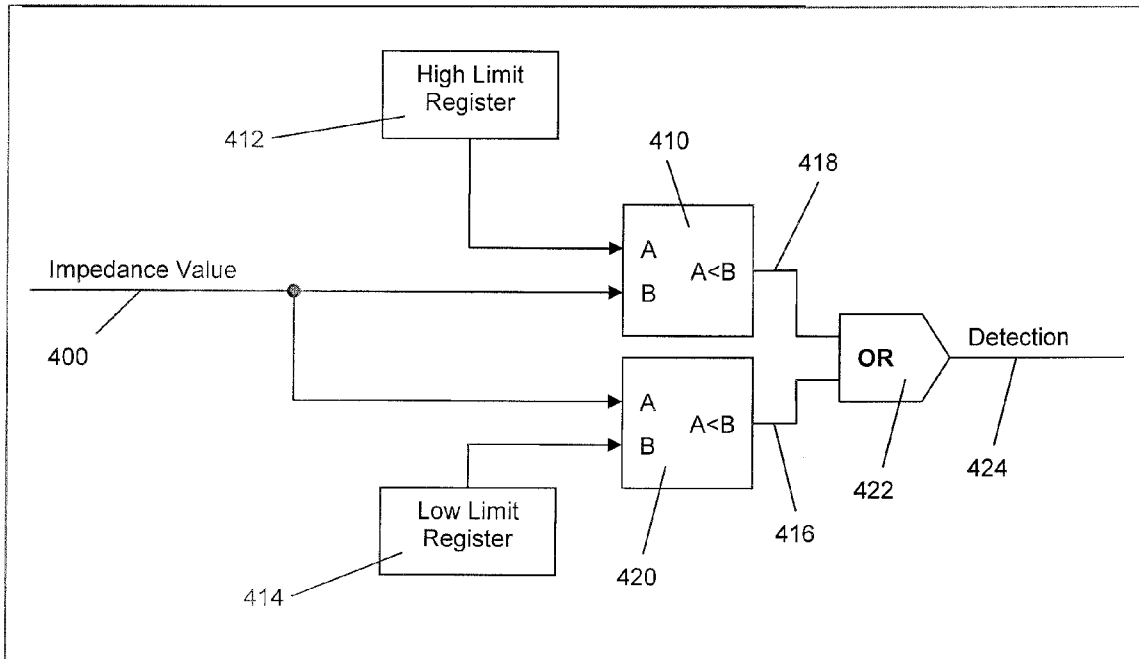 High Limit
Register
412
410
418
A
A<B
B
Impedance Value
400
OR
Detection
422
424
A
A<B
B
416
420
Low Limit
Register
414